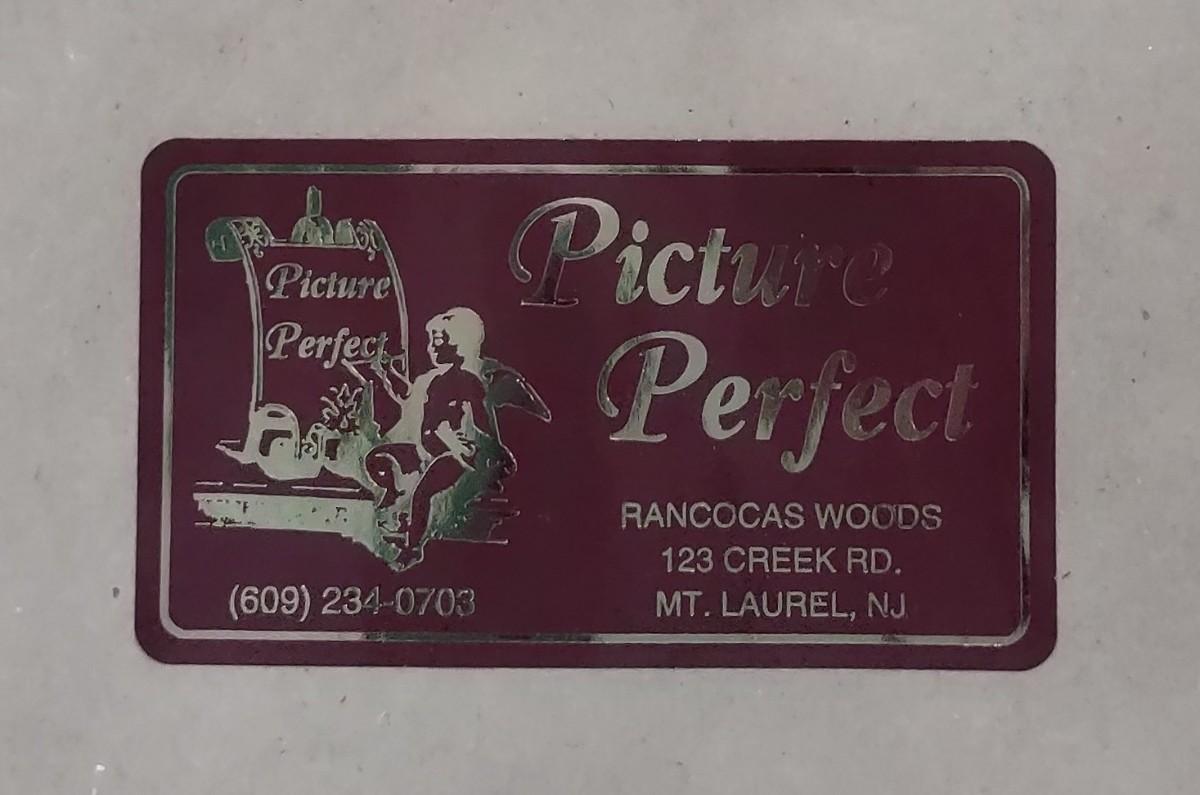 Picture
Perfect
Picture
Perfect
RANCOCAS WOODS
123 CREEK RD.
MT. LAUREL, NJ
(609) 234-0703